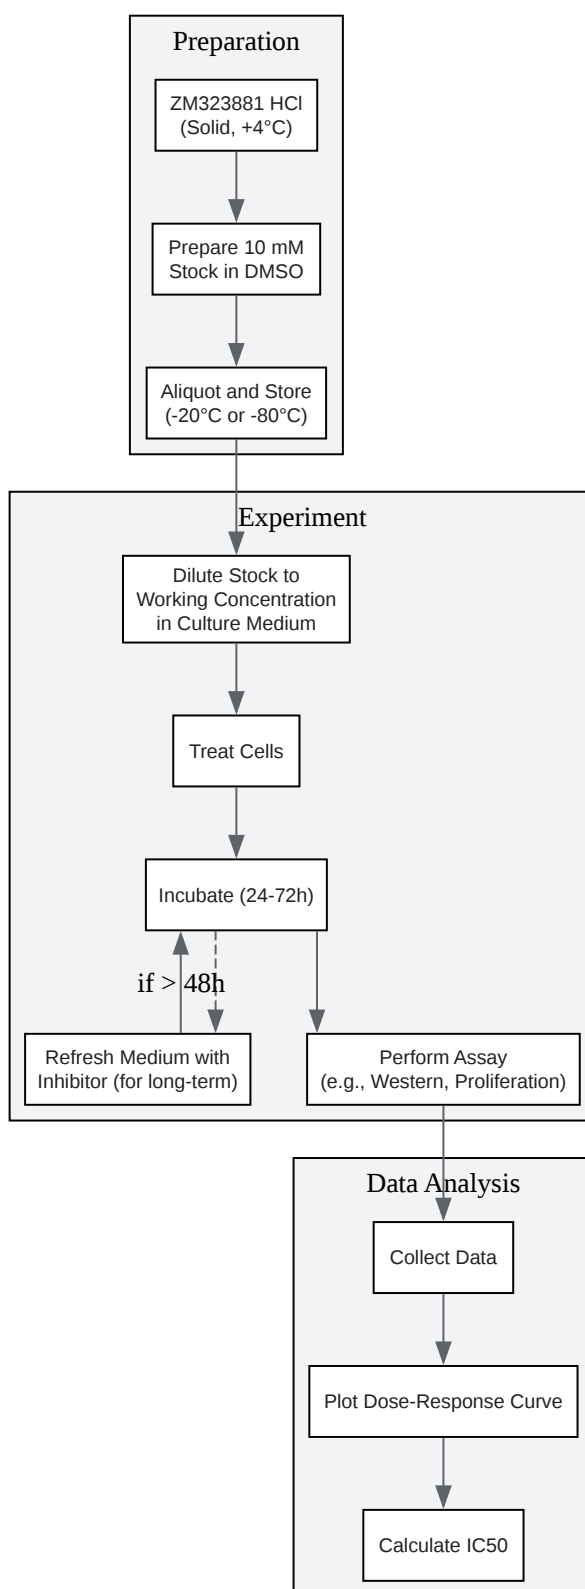 Preparation
ZM323881 HCl
(Solid, +4°C)
Prepare 10 mM
Stock in DMSO
Aliquot and Store
(-20°C or -80°C)
Experiment
Dilute Stock to
Working Concentration
in Culture Medium
Treat Cells
Incubate (24-72h)
if > 48h
Refresh Medium with
Inhibitor (for long-term)
Perform Assay
(e.g., Western, Proliferation)
Data Analysis
Collect Data
Plot Dose-Response Curve
Calculate IC50